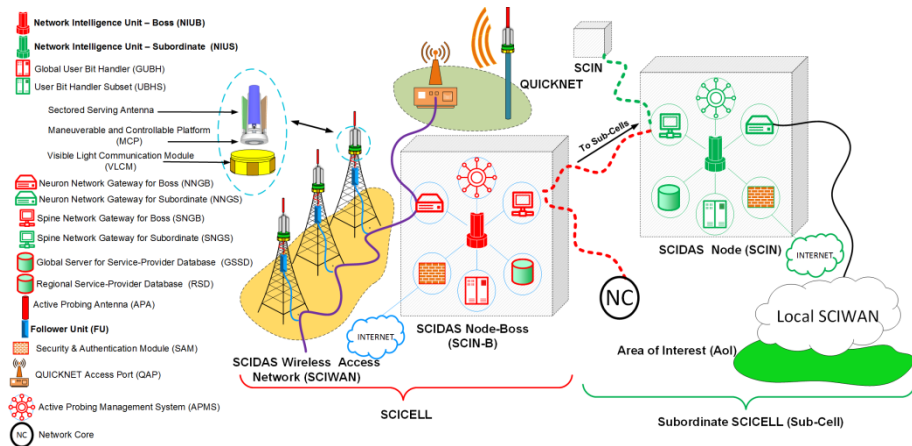 Network Intelligence Unit – Boss (NIUB)
Network Intelligence Unit – Subordinate (NIUS)
Global User Bit Handler (GUBH)
User Bit Handler Subset (UBHS)
Sectored Serving Antenna
Maneuverable and Controllable Platform
(MCP)
Visible Light Communication Module
(VLCM)
Neuron Network Gateway for Boss (NNGB)
Neuron Network Gateway for Subordinate (NNGS)
Spine Network Gateway for Boss (SNGB)
Spine Network Gateway for Subordinate (SNGS)
Global Server for Service-Provider Database (GSSD)
Regional Service-Provider Database (RSD)
Active Probing Antenna (APA)
Follower Unit (FU)
Security & Authentication Module (SAM)
QUICKNET Access Port (QAP)
Active Probing Management System (APMS)
NC
Network Core
QUICKNET
SCIN
To Sub-Cells
SCIDAS Node (SCIN)
INTERNET
NC
Local SCIWAN
Area of Interest (AoI)
INTERNET
SCIDAS Node-Boss
(SCIN-B)
SCIDAS Wireless Access
Network (SCIWAN)
SCICELL
Subordinate SCICELL (Sub-Cell)